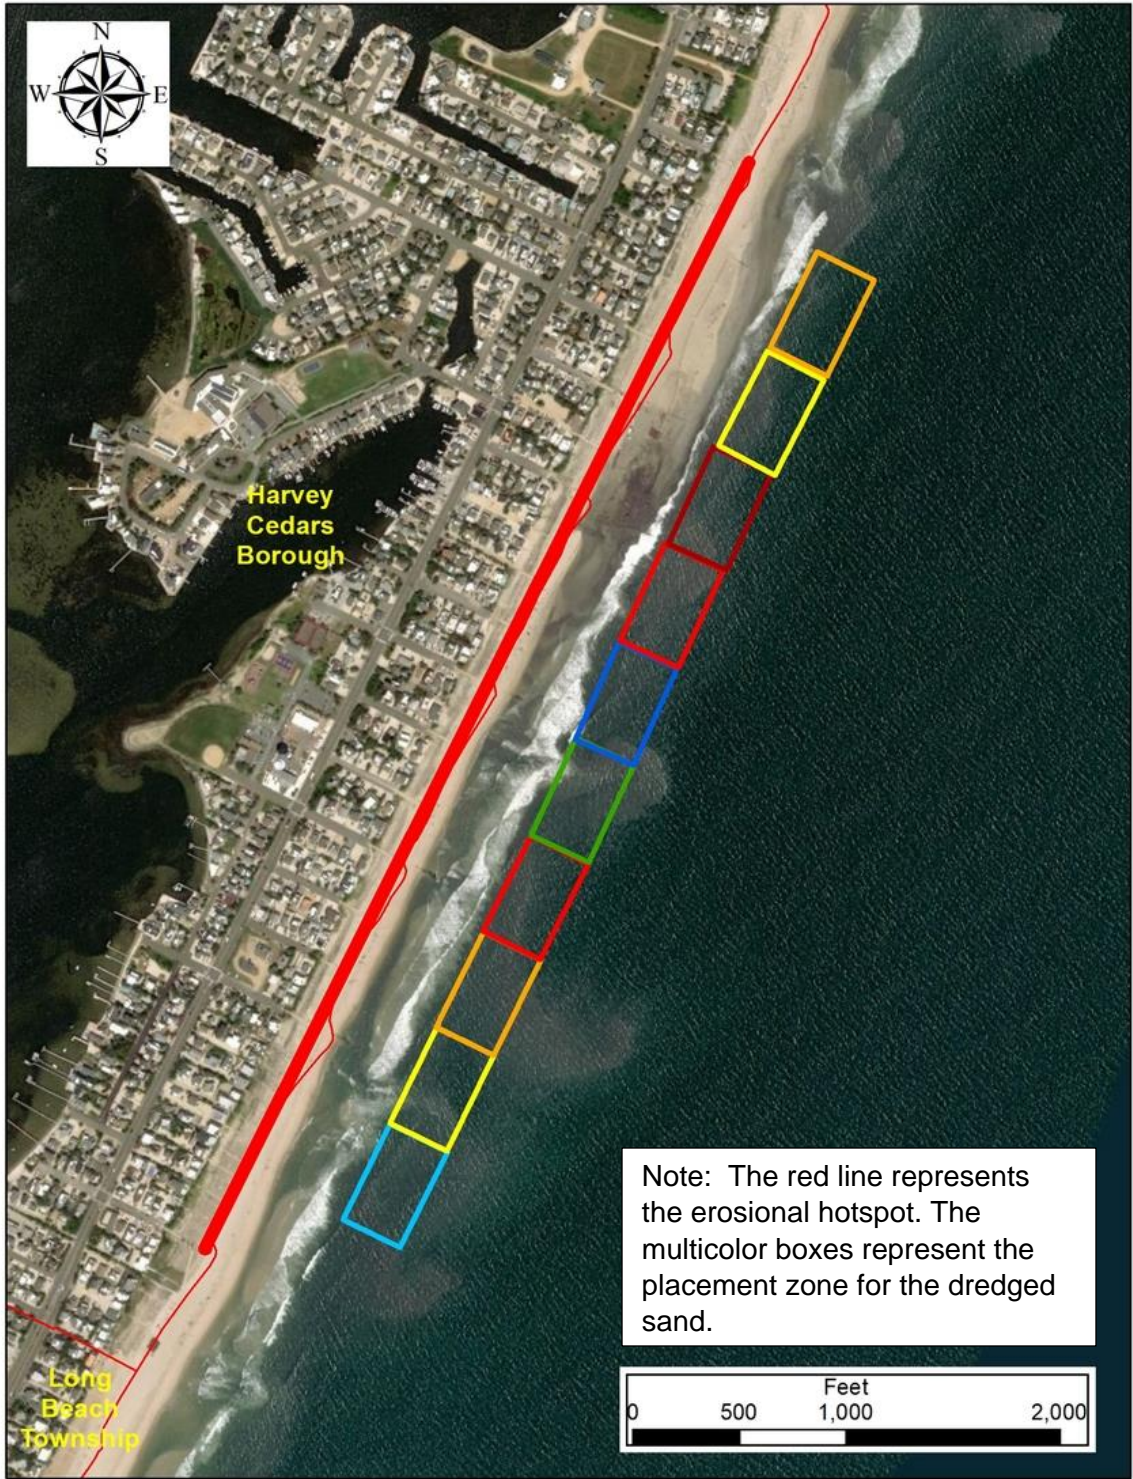 N
W E
S
Harvey
Cedars
Borough
Note: The red line represents
the erosional hotspot. The
multicolor boxes represent the
placement zone for the dredged
sand.
Feet
0 500 1,000 2,000
Long
Beach
Township